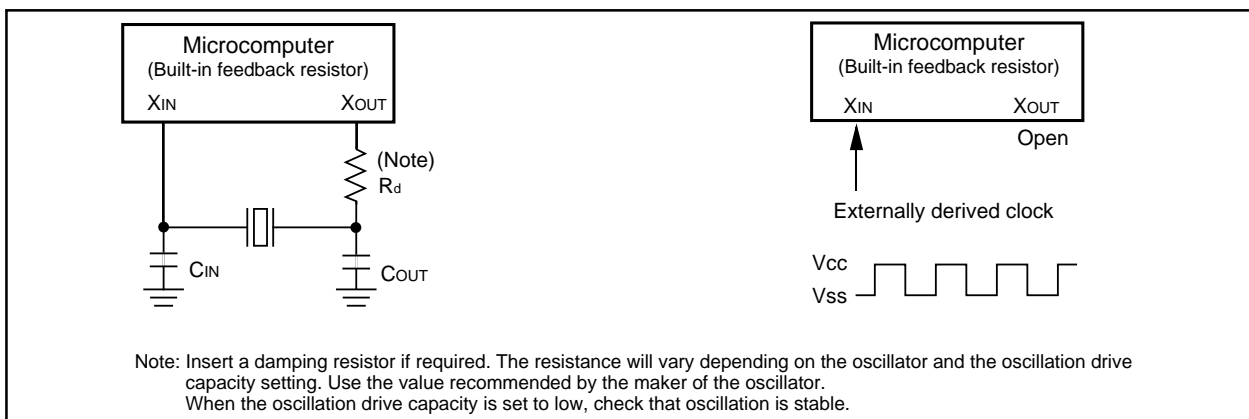 Microcomputer
(Built-in feedback resistor)
XIN XOUT
(Note)
Rd
CIN
COUT
Microcomputer
(Built-in feedback resistor)
XIN XOUT
Open
Externally derived clock
Vcc
Vss
Note: Insert a damping resistor if required. The resistance will vary depending on the oscillator and the oscillation drive
capacity setting. Use the value recommended by the maker of the oscillator.
When the oscillation drive capacity is set to low, check that oscillation is stable.